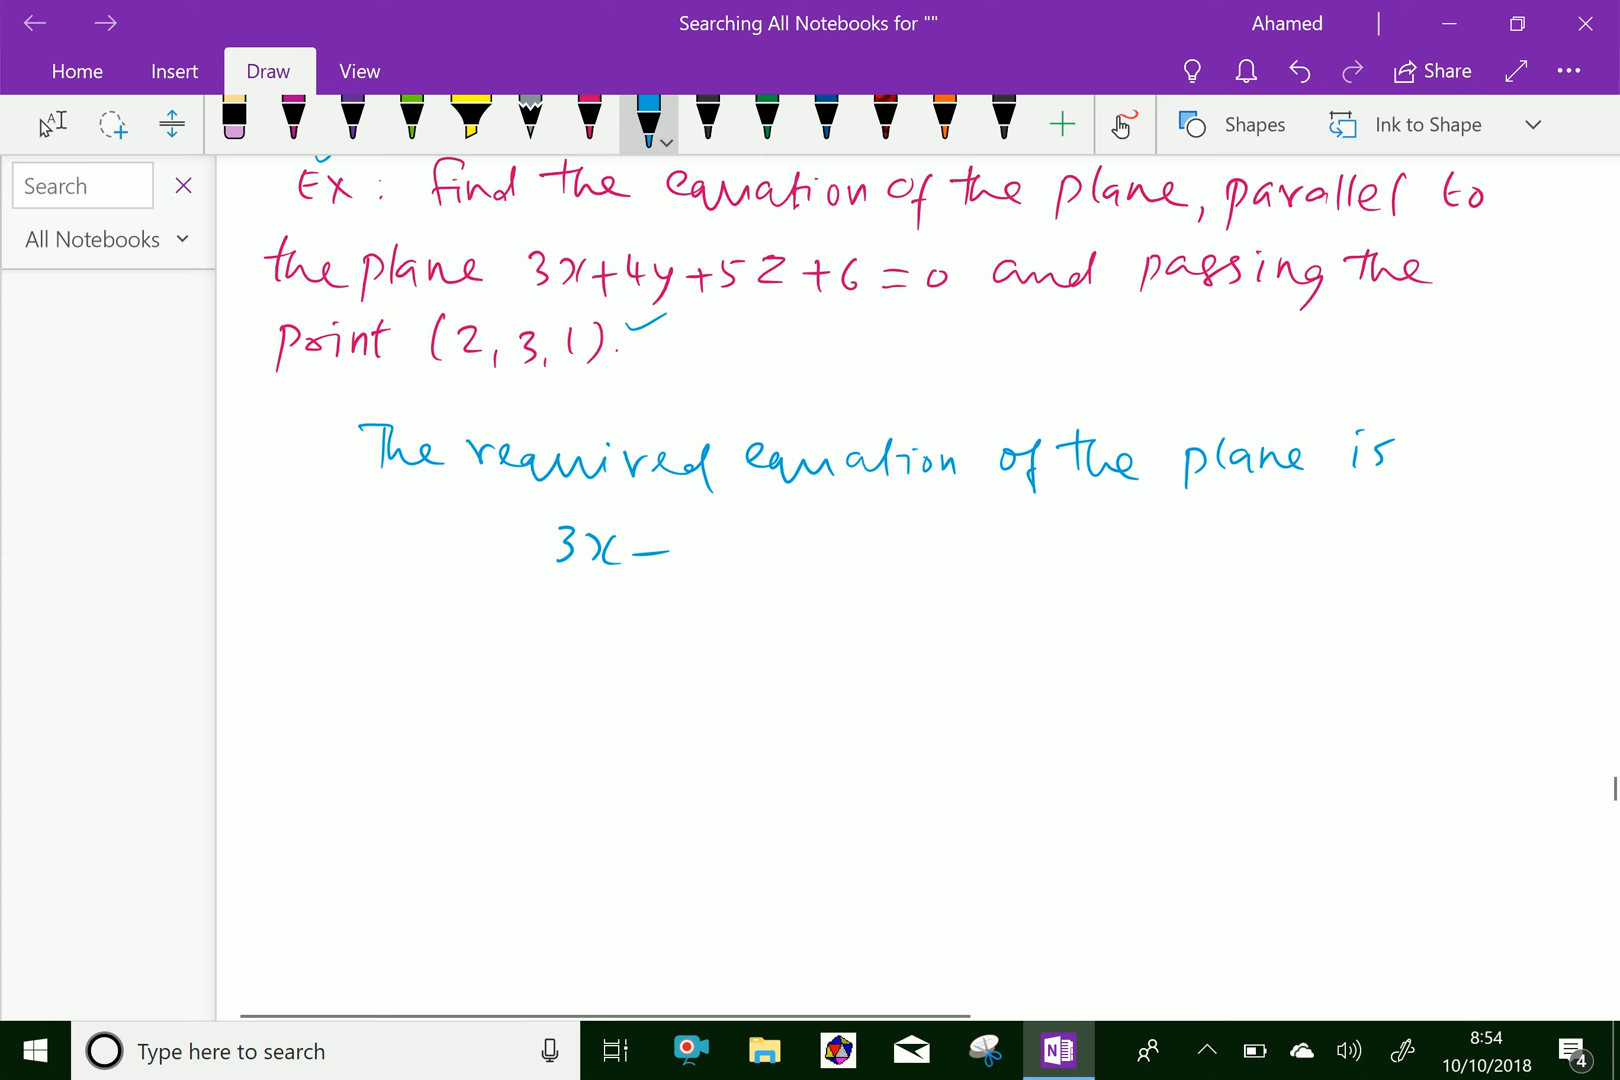 Searching All Notebooks for ""
Ahamed
Home Insert Draw View
Share
Shapes
Ink to Shape
Search
All Notebooks
Ex : find the equation of the plane, parallel to
the plane 3x+4y+5z+6=0 and passing the
point (2,3,1).
The required equation of the plane is
3x −
Type here to search
8:54
10/10/2018
4